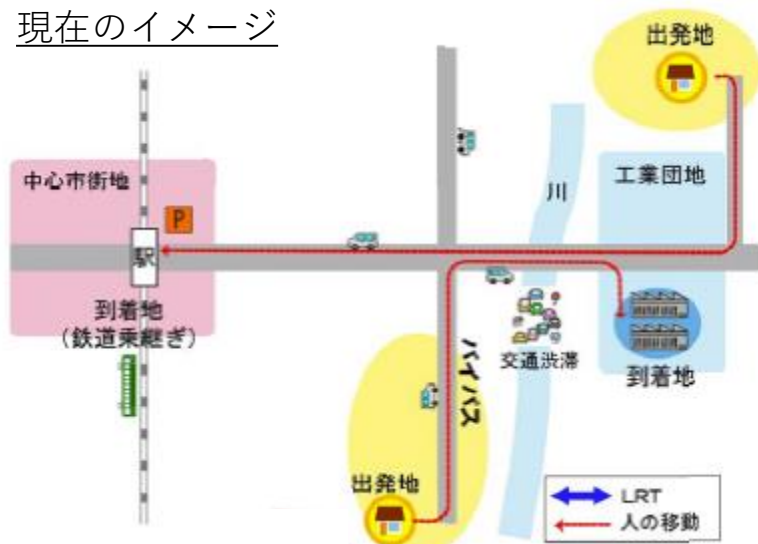 現在のイメージ
出発地
中心市街地
工業団地
P
川
駅
到着地
(鉄道乗継ぎ)
バイパス
交通渋滞
到着地
出発地
LRT
人の移動